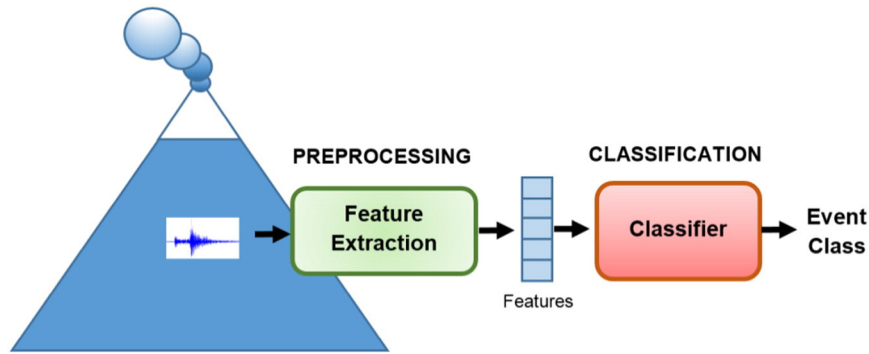 PREPROCESSING
CLASSIFICATION
Feature
Extraction
Features
Classifier
Event
Class